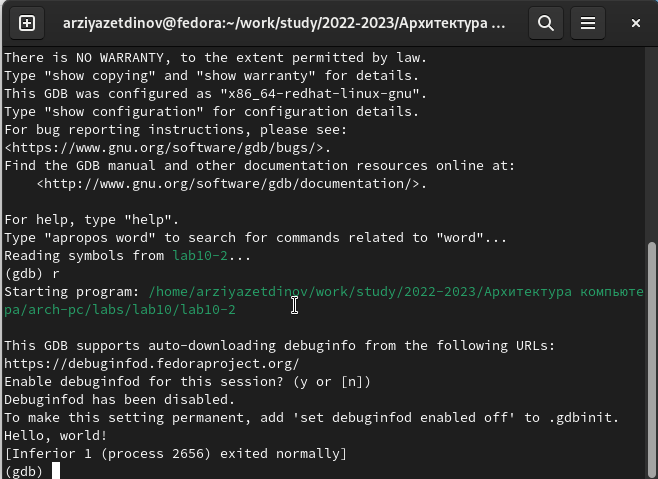 arziyazetdinov@fedora:~/work/study/2022-2023/Архитектура ...
There is NO WARRANTY, to the extent permitted by law.
Type "show copying" and "show warranty" for details.
This GDB was configured as "x86_64-redhat-linux-gnu".
Type "show configuration" for configuration details.
For bug reporting instructions, please see:
<https://www.gnu.org/software/gdb/bugs/>.
Find the GDB manual and other documentation resources online at:
    <http://www.gnu.org/software/gdb/documentation/>.

For help, type "help".
Type "apropos word" to search for commands related to "word"...
Reading symbols from lab10-2...
(gdb) r
Starting program: /home/arziyazetdinov/work/study/2022-2023/Архитектура компьюте
ра/arch-pc/labs/lab10/lab10-2

This GDB supports auto-downloading debuginfo from the following URLs:
https://debuginfod.fedoraproject.org/
Enable debuginfod for this session? (y or [n])
Debuginfod has been disabled.
To make this setting permanent, add 'set debuginfod enabled off' to .gdbinit.
Hello, world!
[Inferior 1 (process 2656) exited normally]
(gdb)